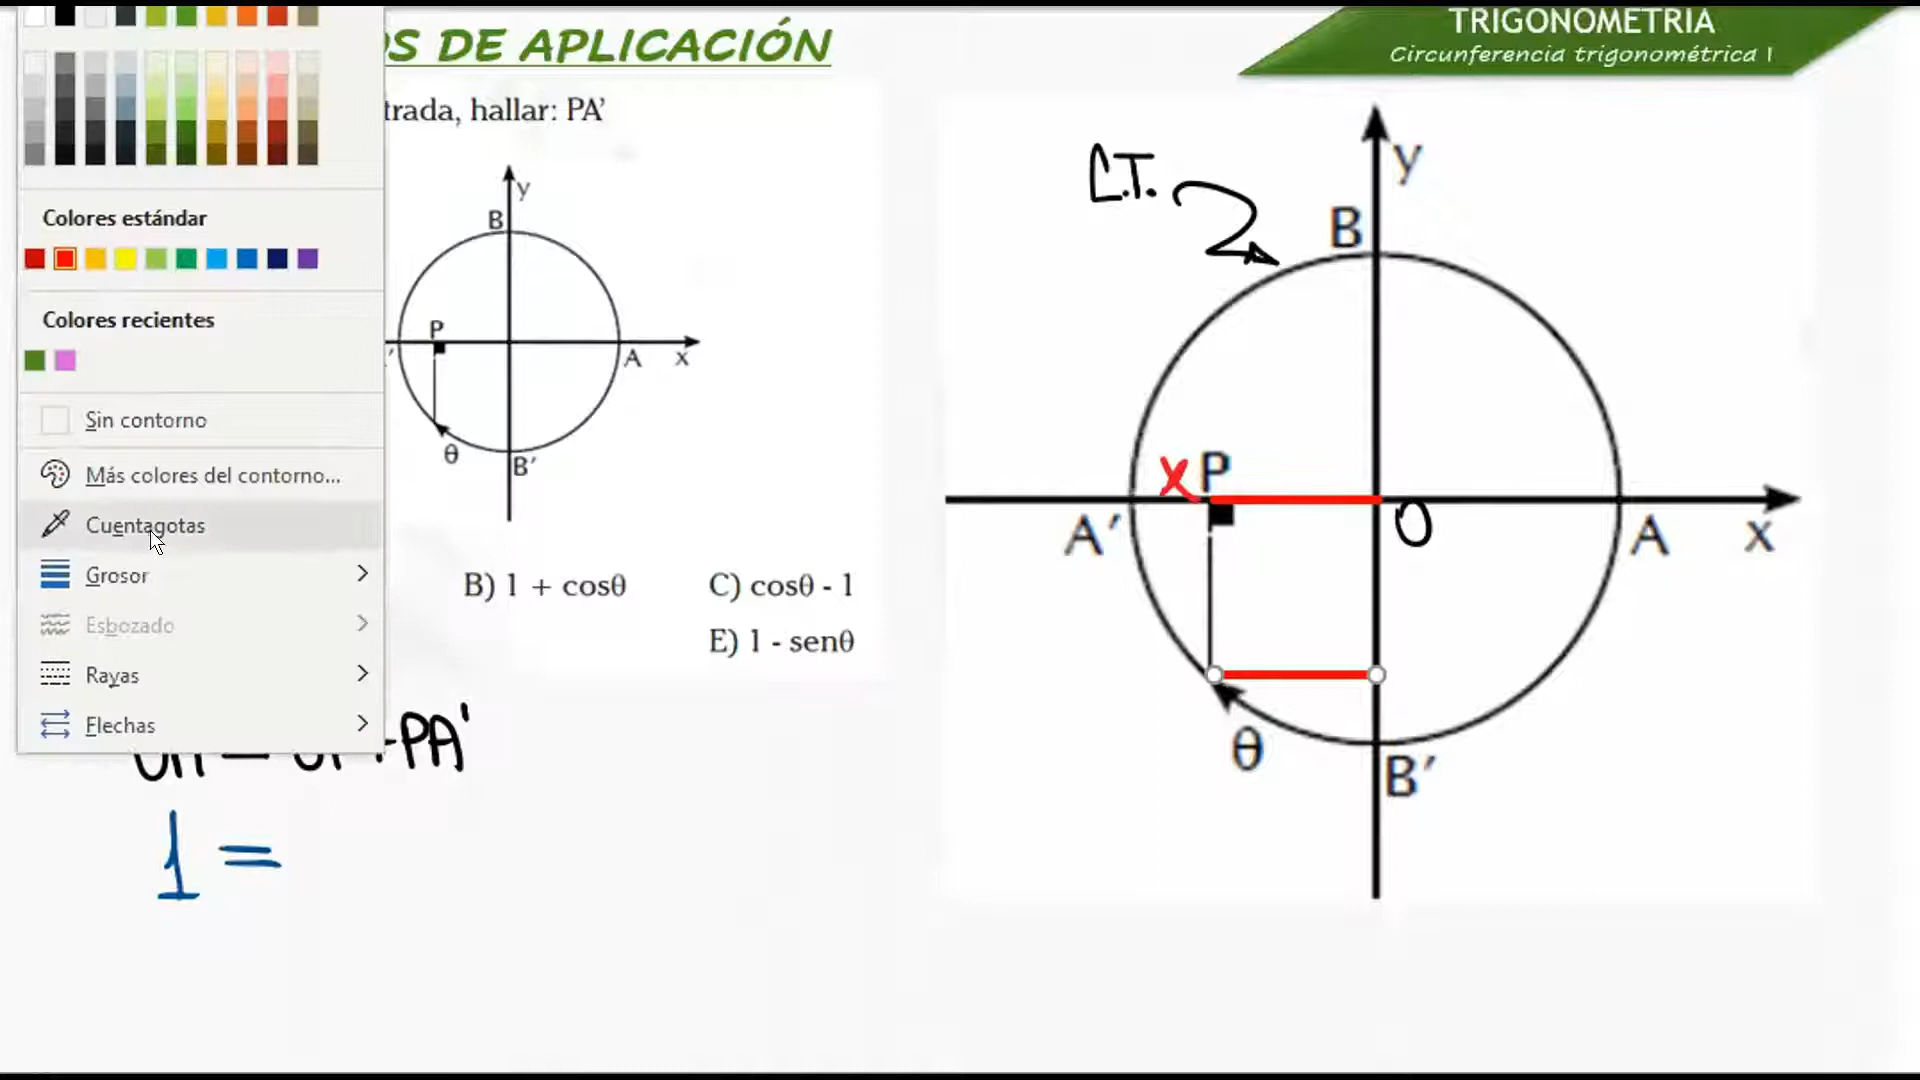 OS DE APLICACIÓN
TRIGONOMETRIA
Circunferencia trigonométrica I
trada, hallar: PA’
Colores estándar
Colores recientes
Sin contorno
Más colores del contorno...
Cuentagotas
Grosor
Esbozado
Rayas
Flechas
y
B
P
A
x
θ
B'
B) 1 + cosθ
C) cosθ - 1
E) 1 - senθ
+PA'
1 =
C.T.
y
B
x P
A'
O
A
x
θ
B'